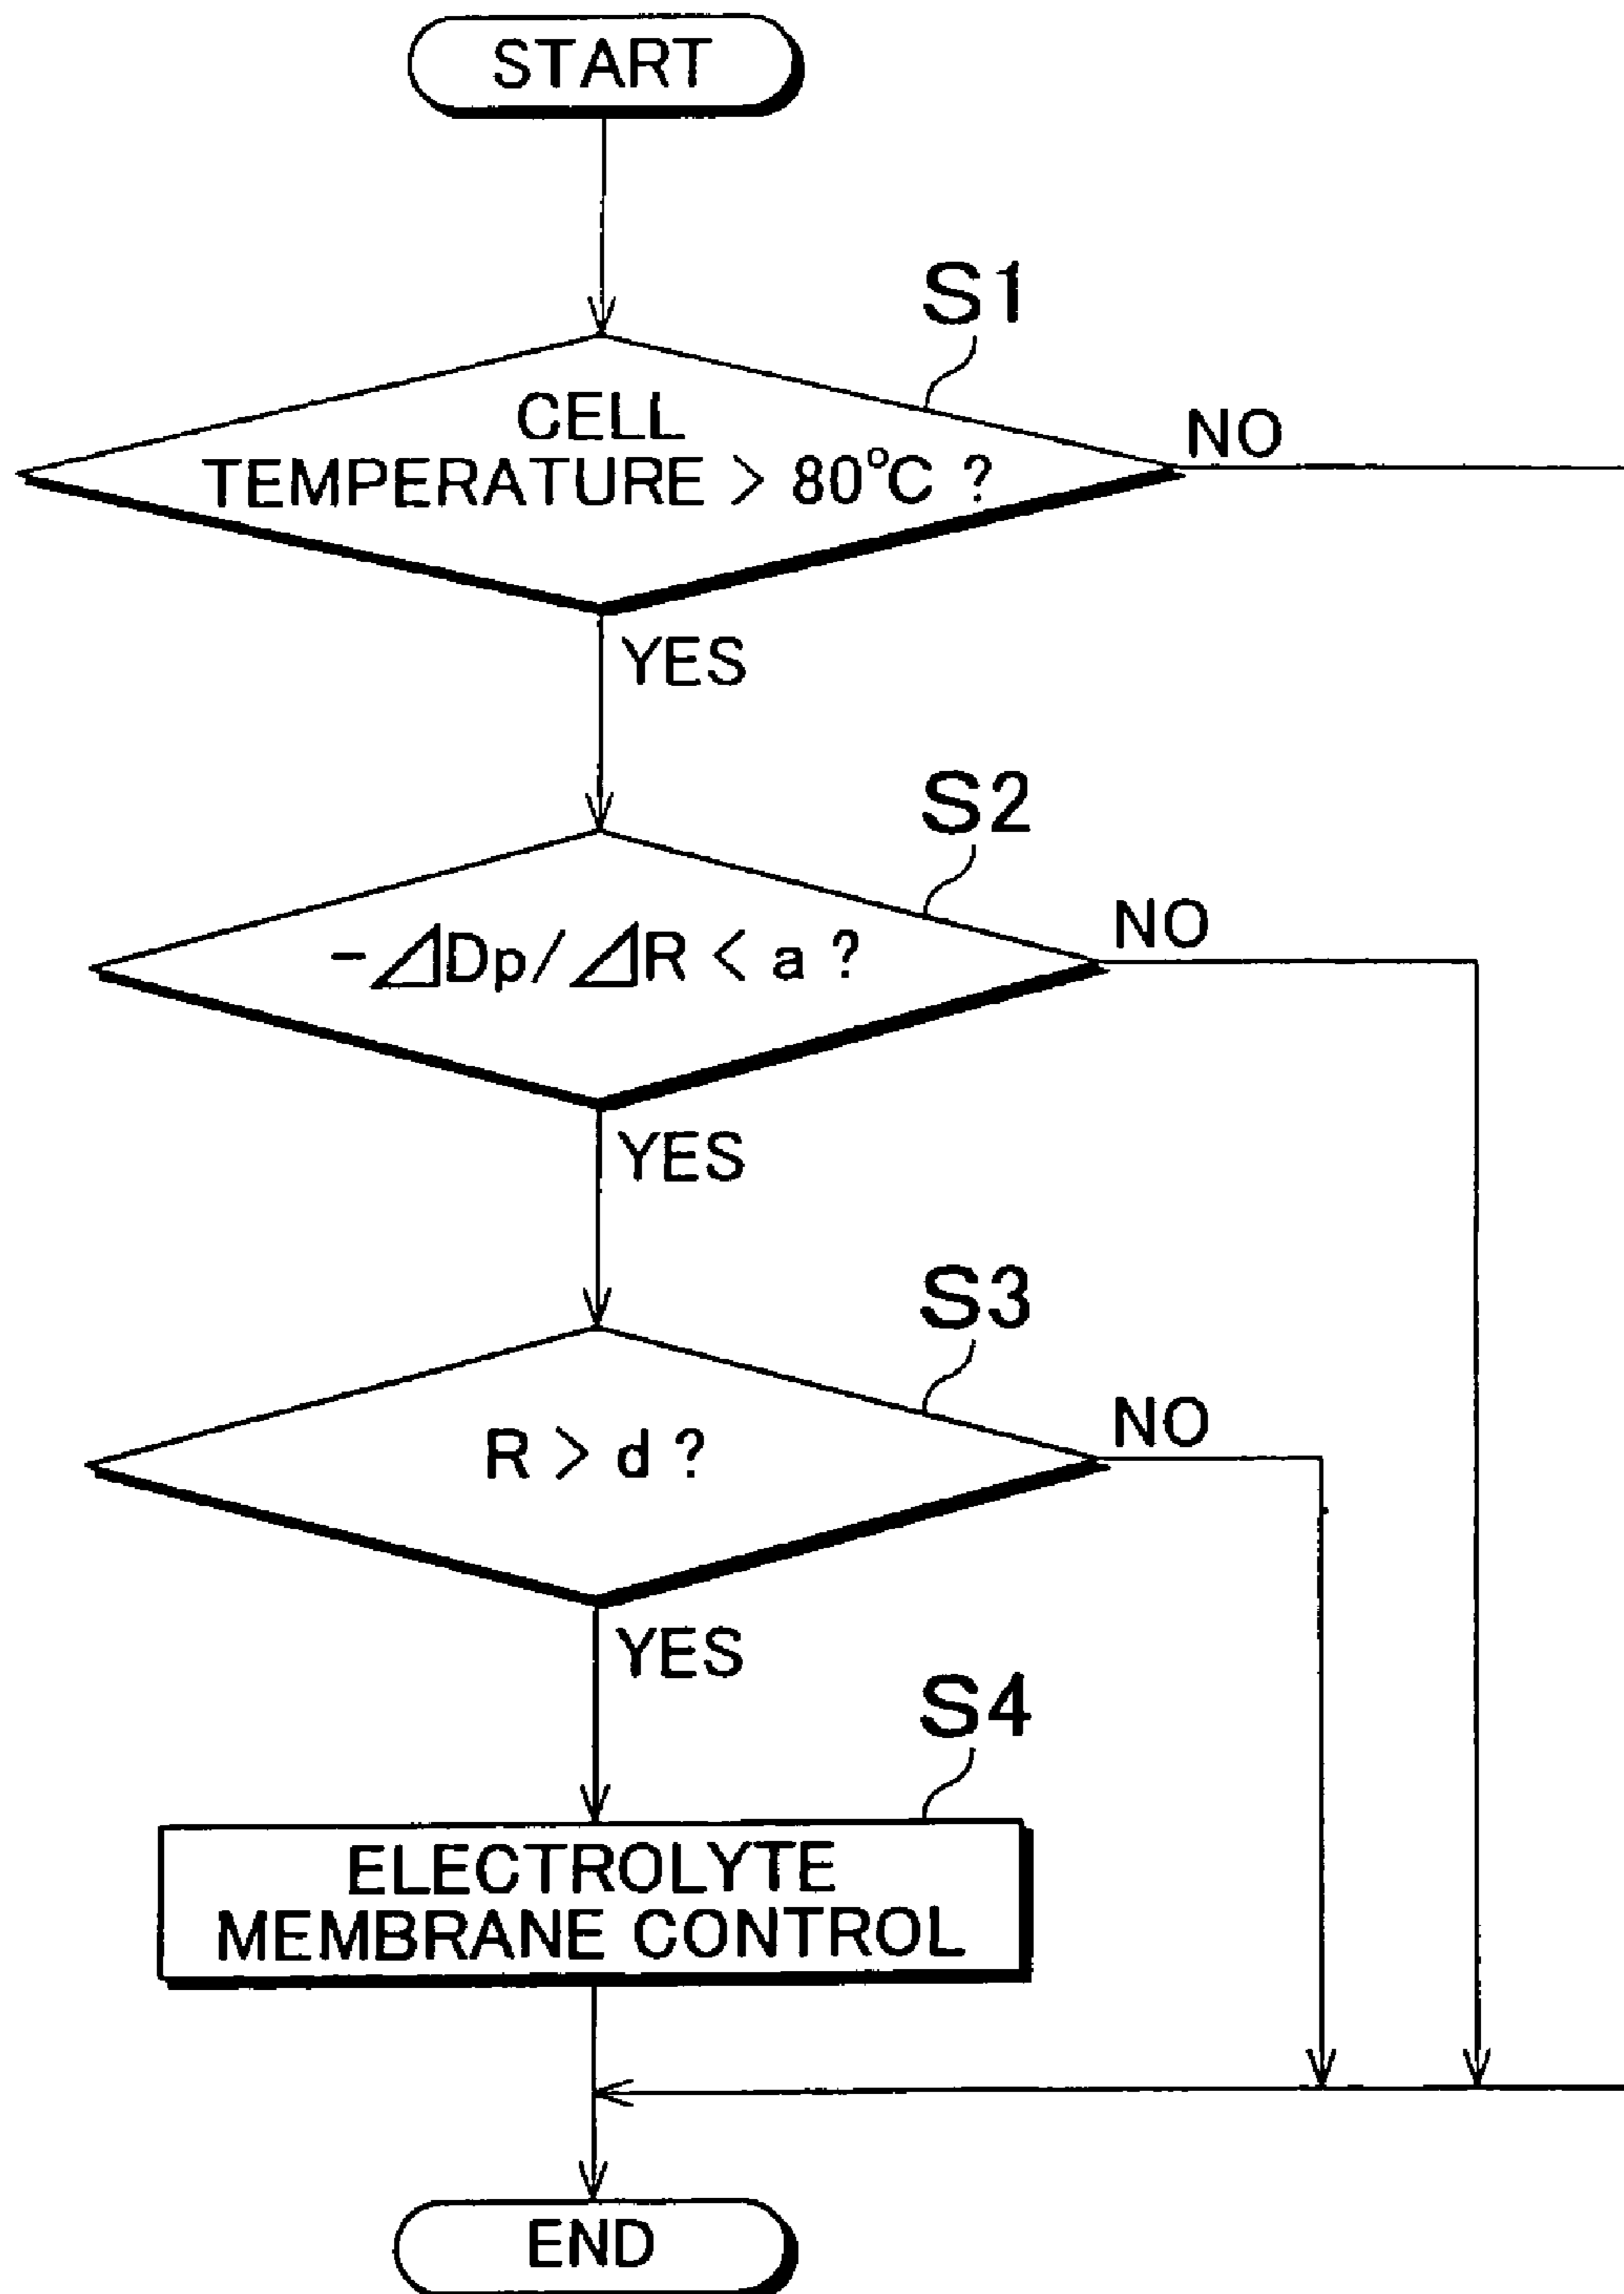 START
S1
CELL
TEMPERATURE > 80°C ?
NO
YES
S2
-⊿Dp/⊿R < a ?
NO
YES
S3
R > d ?
NO
YES
S4
ELECTROLYTE
MEMBRANE CONTROL
END